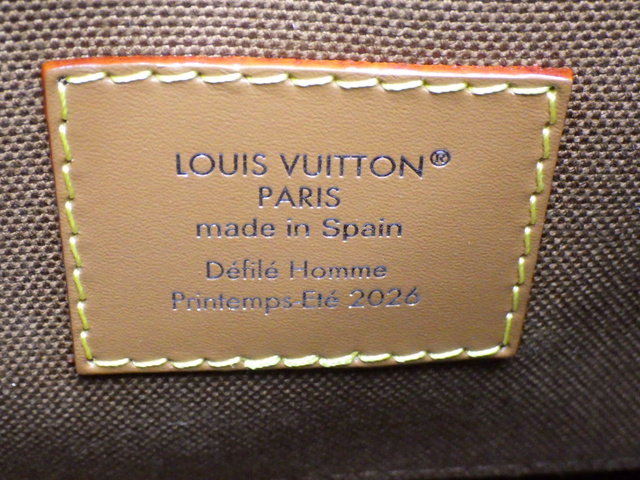 LOUIS VUITTON®
PARIS
made in Spain
Défilé Homme
Printemps-Eté 2026